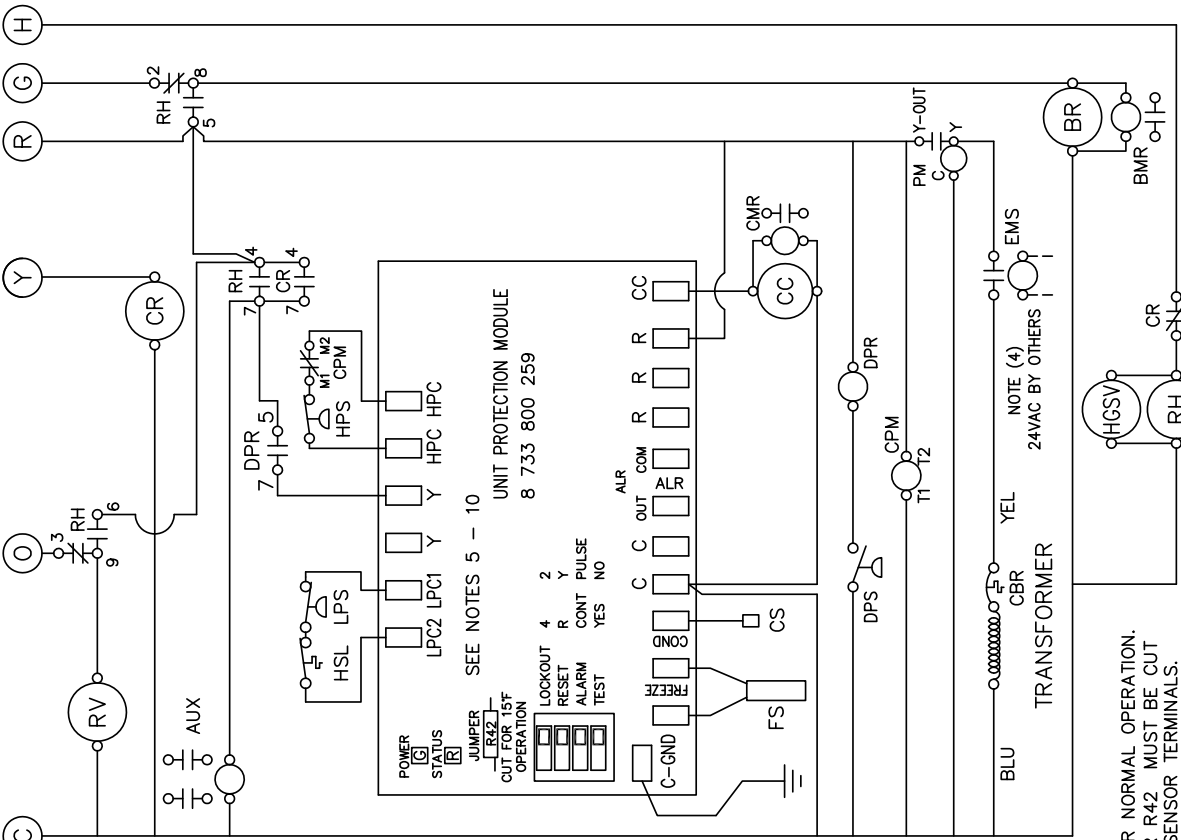 C
O
Y
R
G
H
3
RH
9
6
2
RH
8
5
CR
RV
AUX
4
RH
7
4
CR
7
DPR
5
7
M1
M2
CPM
HPS
HSL
LPS
LPC2
LPC1
Y
Y
HPC
HPC
SEE NOTES 5 - 10
UNIT PROTECTION MODULE
8 733 800 259
POWER
G
STATUS
R
JUMPER
R42
CUT FOR 15°F
OPERATION
LOCKOUT 4 2
RESET R Y
ALARM CONT PULSE
TEST YES NO
C-GND
FREEZE
COND
C
C
OUT
ALR
COM
ALR
R
R
R
CC
FS
CS
CC
CMR
DPS
DPR
CPM
T1
T2
PM
Y-OUT
C
Y
BLU
TRANSFORMER
CBR
YEL
NOTE (4)
24VAC BY OTHERS
EMS
BR
BMR
HGSV
RH
CR
R NORMAL OPERATION.
R42 MUST BE CUT
SENSOR TERMINALS.